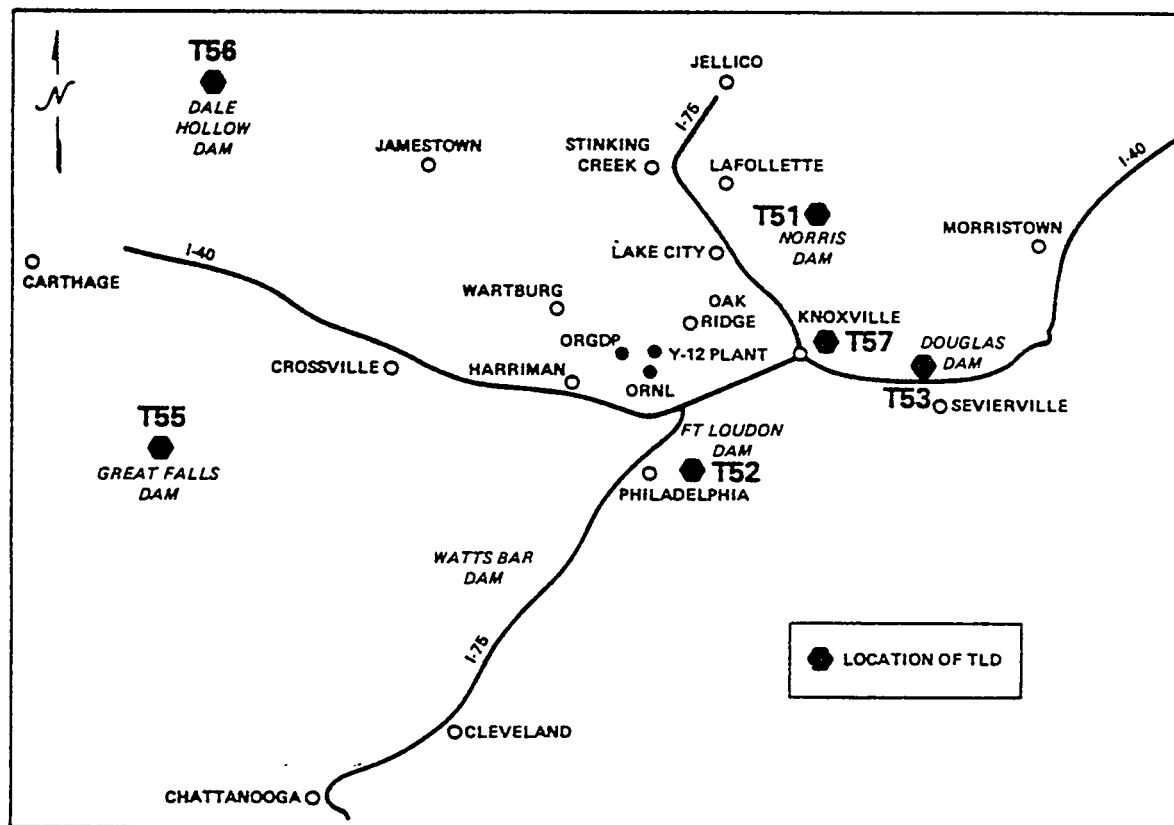 N
T56
DALE
HOLLOW
DAM
JELLICO
I-75
JAMESTOWN
STINKING
CREEK
LAFOLLETTE
I-40
T51
NORRIS
DAM
MORRISTOWN
I-40
CARTHAGE
LAKE CITY
WARTBURG
OAK
RIDGE
KNOXVILLE
T57
DOUGLAS
DAM
ORGDP
Y-12 PLANT
CROSSVILLE
HARRIMAN
ORNL
T53
SEVIERVILLE
T55
GREAT FALLS
DAM
FT LOUDON
DAM
T52
PHILADELPHIA
WATTS BAR
DAM
I-75
LOCATION OF TLD
CLEVELAND
CHATTANOOGA